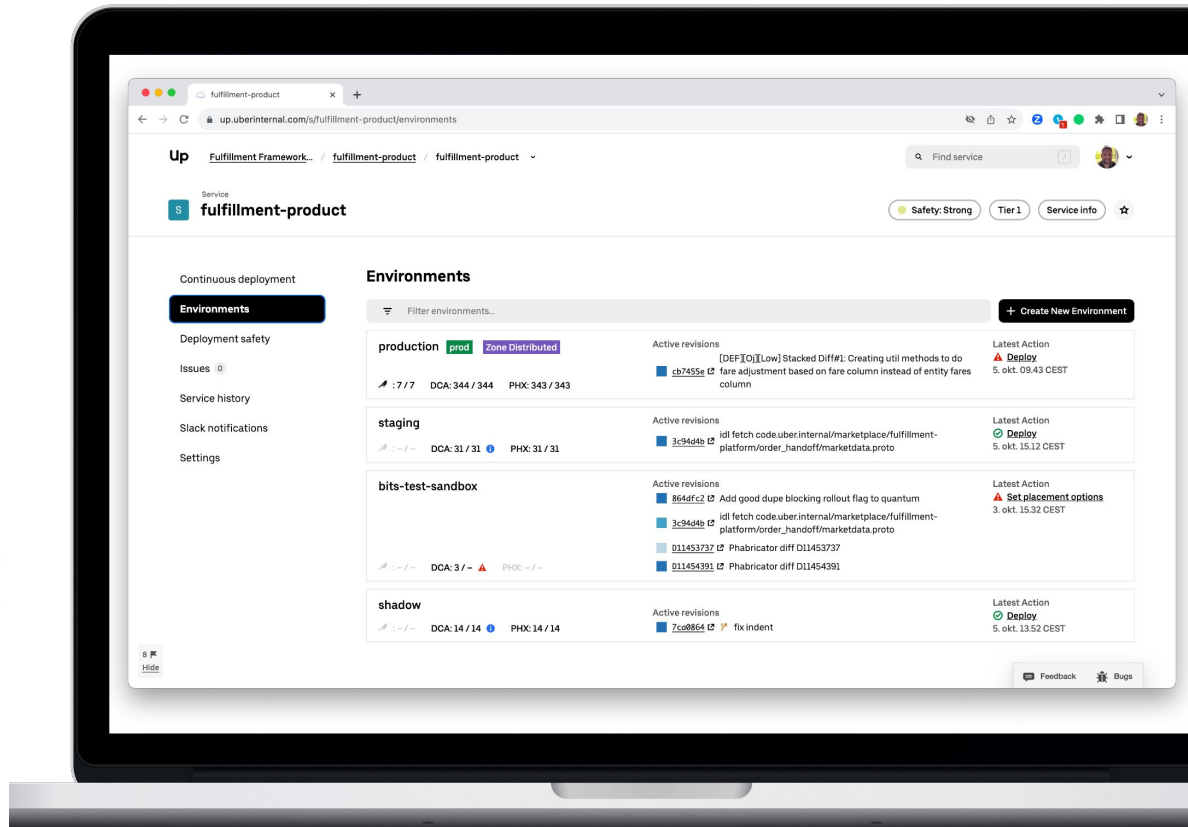 fulfillment-product
up.uberinternal.com/s/fulfillment-product/environments
Up Fulfillment Framework... / fulfillment-product / fulfillment-product
Find service /
Service
S fulfillment-product
Safety: Strong Tier 1 Service info
Continuous deployment
Environments
Deployment safety
Issues 0
Service history
Slack notifications
Settings
Environments
Filter environments...
+ Create New Environment
production prod Zone Distributed
: 7 / 7 DCA: 344 / 344 PHX: 343 / 343
Active revisions
[DEF][Oj][Low] Stacked Diff#1: Creating util methods to do
cb7455e fare adjustment based on fare column instead of entity fares
column
Latest Action
Deploy
5. okt. 09.43 CEST
staging
: – / – DCA: 31 / 31 PHX: 31 / 31
Active revisions
idl fetch code.uber.internal/marketplace/fulfillment-
3c94d4b platform/order_handoff/marketdata.proto
Latest Action
Deploy
5. okt. 15.12 CEST
bits-test-sandbox
: – / – DCA: 3 / – PHX: – / –
Active revisions
864dfc2 Add good dupe blocking rollout flag to quantum
idl fetch code.uber.internal/marketplace/fulfillment-
3c94d4b platform/order_handoff/marketdata.proto
D11453737 Phabricator diff D11453737
D11454391 Phabricator diff D11454391
Latest Action
Set placement options
3. okt. 15.32 CEST
shadow
: – / – DCA: 14 / 14 PHX: 14 / 14
Active revisions
7ca0864 fix indent
Latest Action
Deploy
5. okt. 13.52 CEST
8
Hide
Feedback Bugs